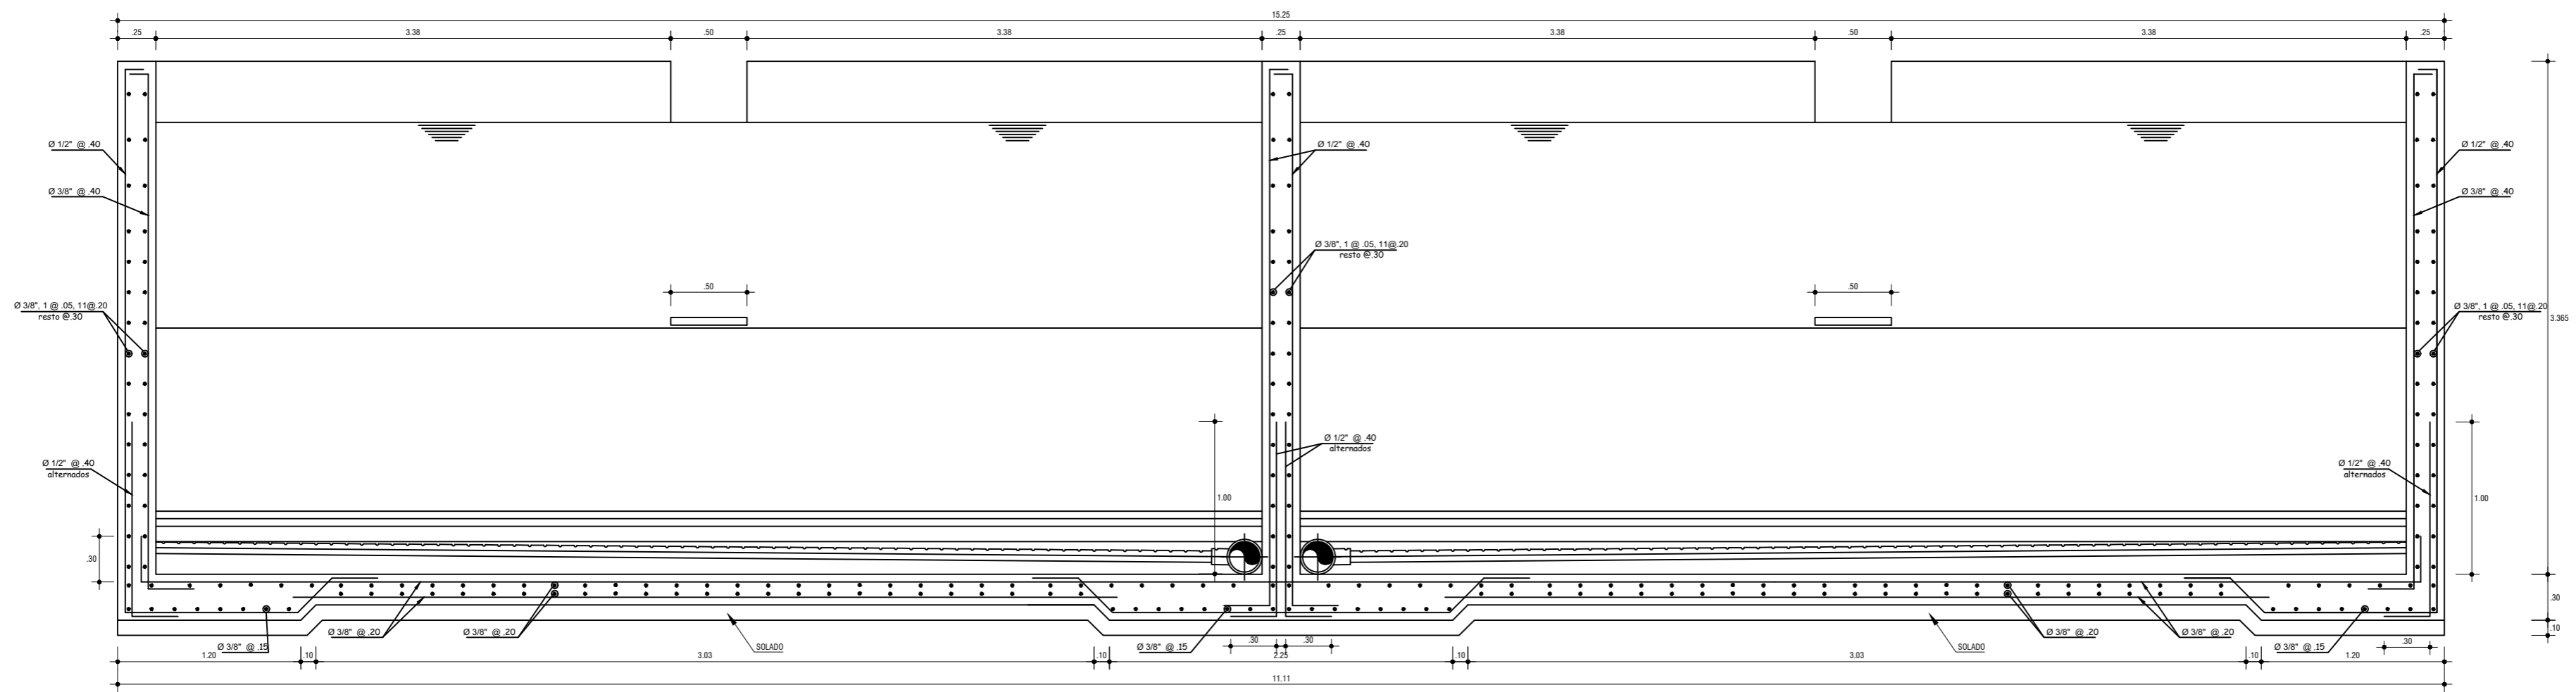 15.25
.25
3.38
.50
3.38
.25
3.38
.50
3.38
.25
Ø 1/2" @ .40
Ø 1/2" @ .40
Ø 1/2" @ .40
Ø 3/8" @ .40
Ø 3/8" @ .40
Ø 3/8", 1 @ .05, 11@.20
resto @.30
.50
.50
Ø 3/8", 1 @ .05, 11@.20
resto @.30
Ø 3/8", 1 @ .05, 11@.20
resto @.30
3.365
Ø 1/2" @ .40
alternados
Ø 1/2" @ .40
alternados
Ø 1/2" @ .40
alternados
1.00
1.00
.30
.30
.10
Ø 3/8" @ .15
Ø 3/8" @ .20
Ø 3/8" @ .20
SOLADO
Ø 3/8" @ .15
.30
.30
SOLADO
Ø 3/8" @ .20
Ø 3/8" @ .20
Ø 3/8" @ .15
.30
1.20
.10
3.03
.10
2.25
.10
3.03
.10
1.20
11.11